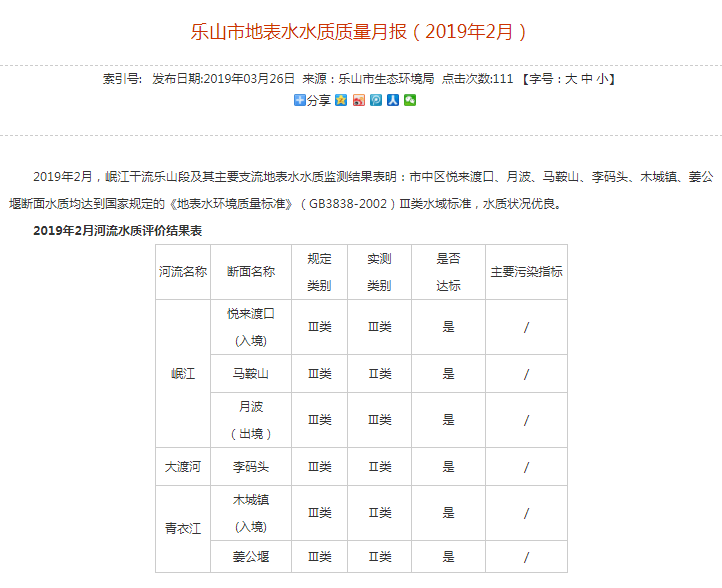 乐山市地表水水质质量月报（2019年2月）
索引号: 发布日期:2019年03月26日 来源：乐山市生态环境局 点击次数:111 【字号：大 中 小】
分享
2019年2月，岷江干流乐山段及其主要支流地表水水质监测结果表明：市中区悦来渡口、月波、马鞍山、李码头、木城镇、姜公
堰断面水质均达到国家规定的《地表水环境质量标准》（GB3838-2002）Ⅲ类水域标准，水质状况优良。
2019年2月河流水质评价结果表
河流名称 断面名称 规定类别 实测类别 是否达标 主要污染指标
岷江 悦来渡口(入境) Ⅲ类 Ⅲ类 是 /
马鞍山 Ⅲ类 Ⅱ类 是 /
月波（出境） Ⅲ类 Ⅲ类 是 /
大渡河 李码头 Ⅲ类 Ⅱ类 是 /
青衣江 木城镇(入境) Ⅲ类 Ⅱ类 是 /
姜公堰 Ⅲ类 Ⅱ类 是 /